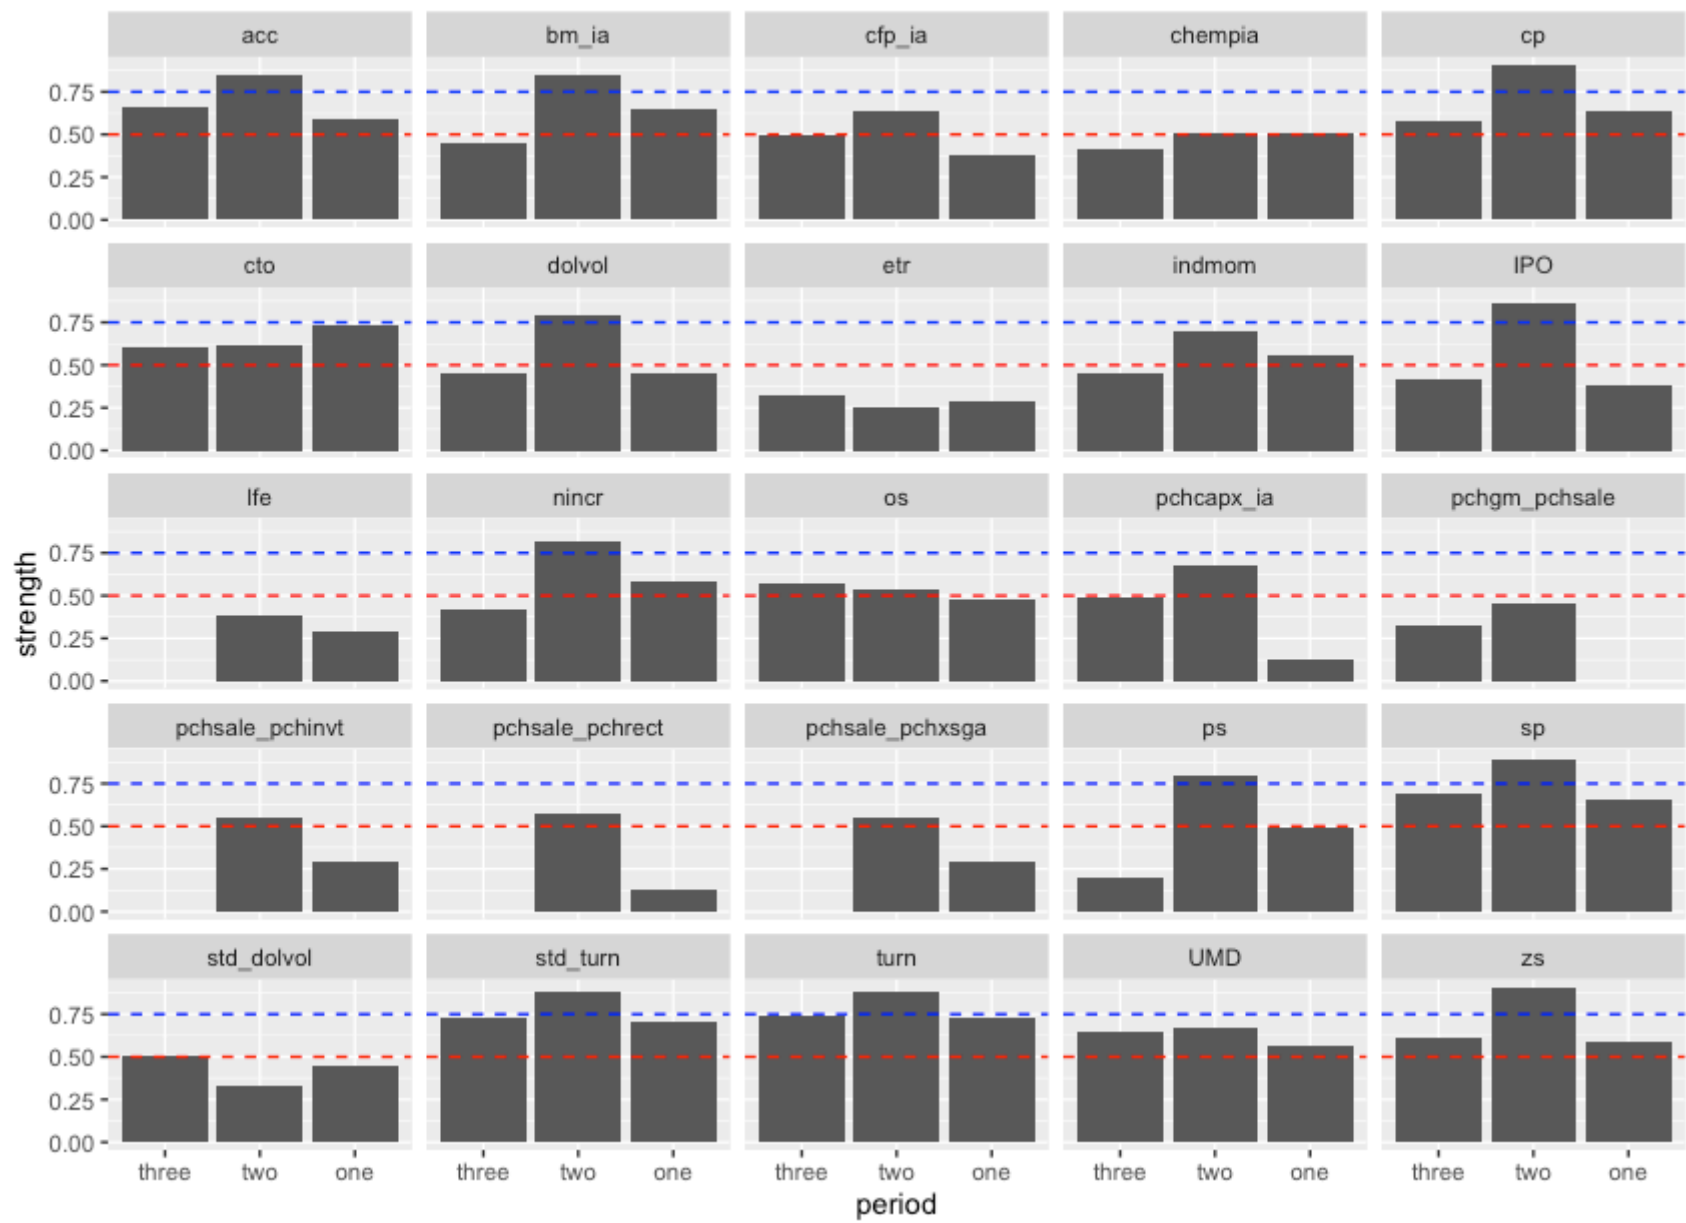 acc bm_ia cfp_ia chempia cp
0.75
0.50
0.25
0.00
cto dolvol etr indmom IPO
0.75
0.50
0.25
0.00
lfe nincr os pchcapx_ia pchgm_pchsale
0.75
0.50
0.25
0.00
strength
pchsale_pchinvt pchsale_pchrect pchsale_pchxsga ps sp
0.75
0.50
0.25
0.00
std_dolvol std_turn turn UMD zs
0.75
0.50
0.25
0.00
three two one three two one three two one three two one three two one
period